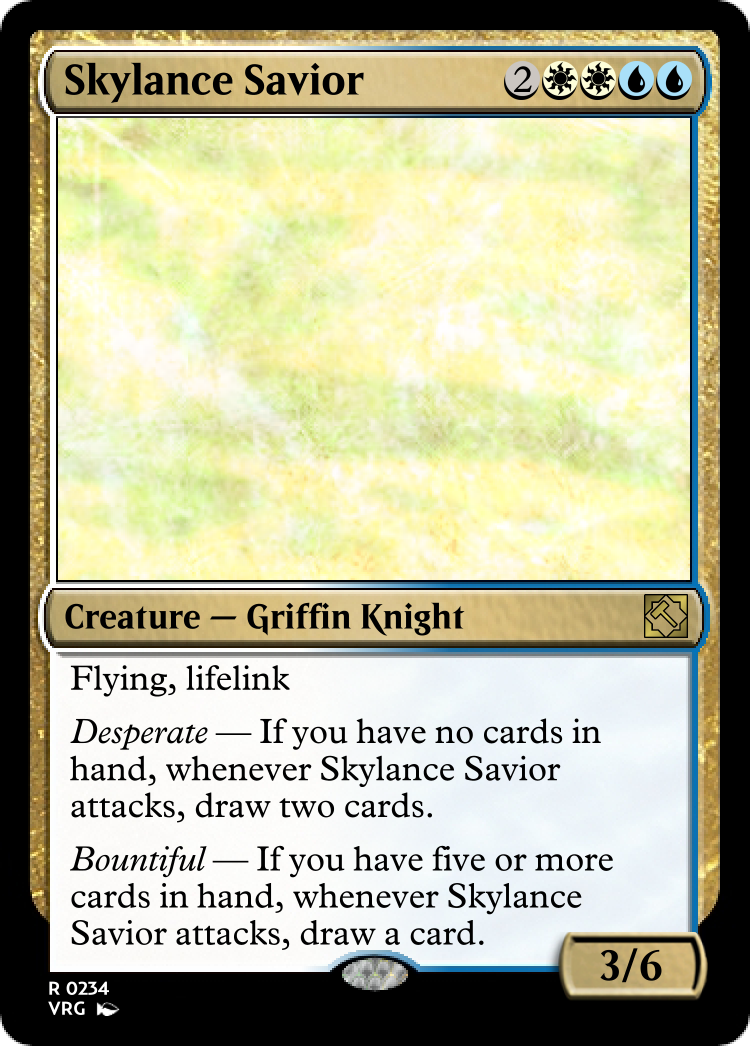 Skylance Savior 2
Creature — Griffin Knight
Flying, lifelink
Desperate — If you have no cards in
hand, whenever Skylance Savior
attacks, draw two cards.
Bountiful — If you have five or more
cards in hand, whenever Skylance
Savior attacks, draw a card.
3/6
R 0234
VRG